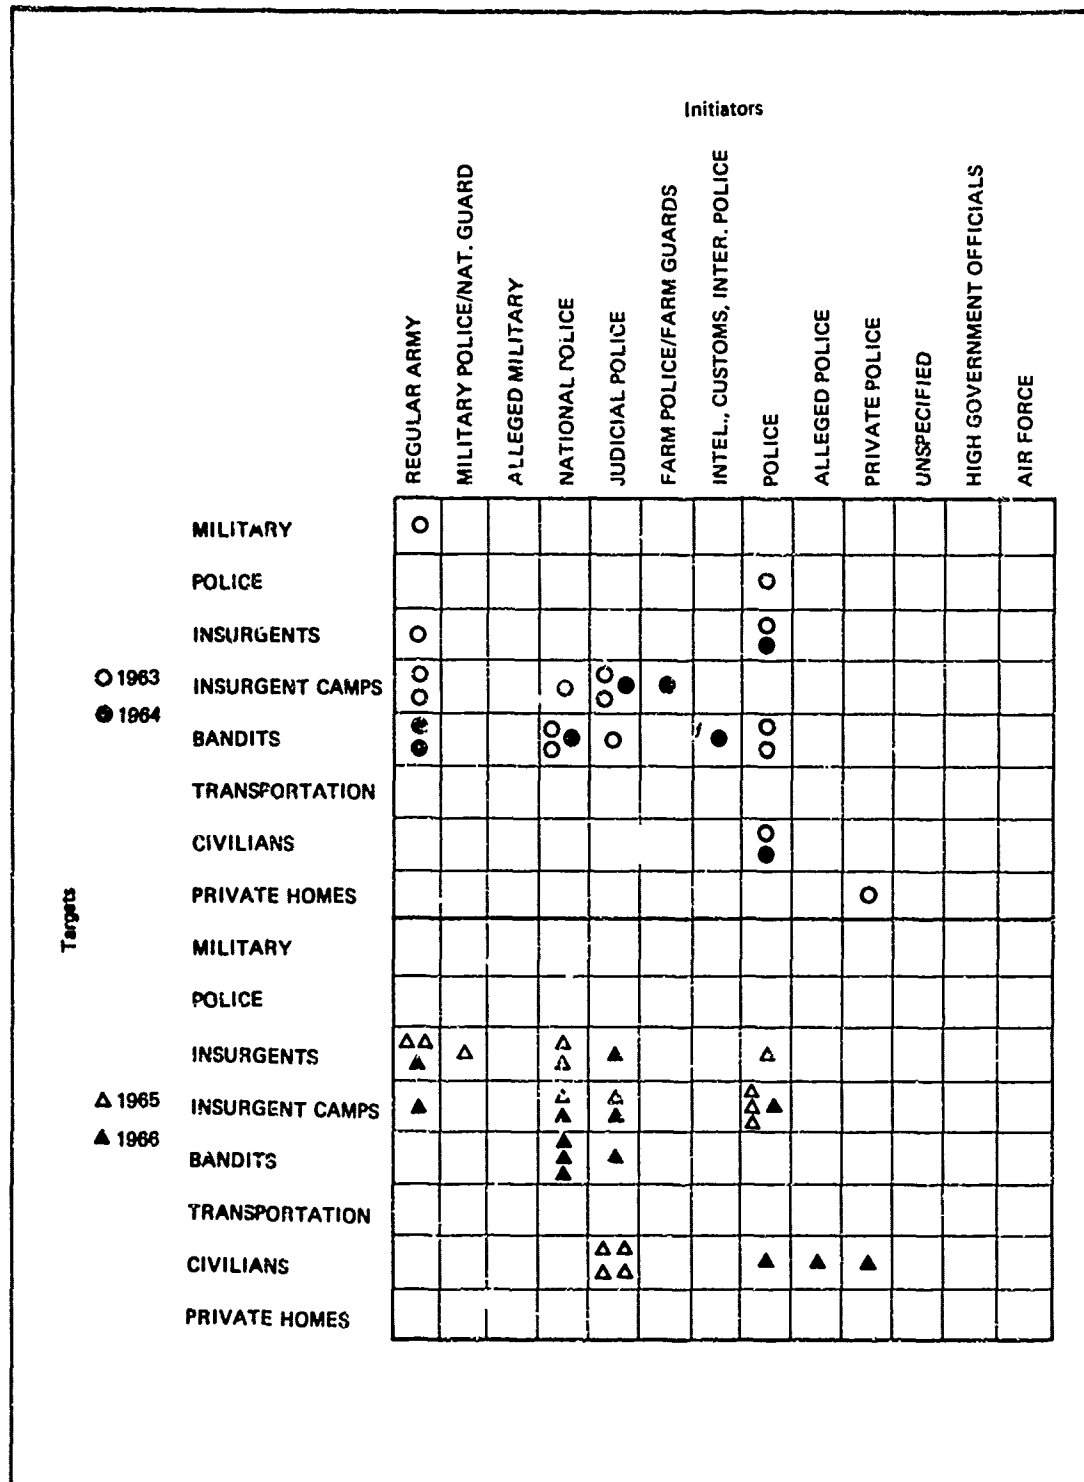 Initiators
REGULAR ARMY
MILITARY POLICE/NAT. GUARD
ALLEGED MILITARY
NATIONAL POLICE
JUDICIAL POLICE
FARM POLICE/FARM GUARDS
INTEL., CUSTOMS, INTER. POLICE
POLICE
ALLEGED POLICE
PRIVATE POLICE
UNSPECIFIED
HIGH GOVERNMENT OFFICIALS
AIR FORCE
Targets
MILITARY
POLICE
INSURGENTS
1963
INSURGENT CAMPS
1964
BANDITS
TRANSPORTATION
CIVILIANS
PRIVATE HOMES
MILITARY
POLICE
INSURGENTS
1965
INSURGENT CAMPS
1966
BANDITS
TRANSPORTATION
CIVILIANS
PRIVATE HOMES